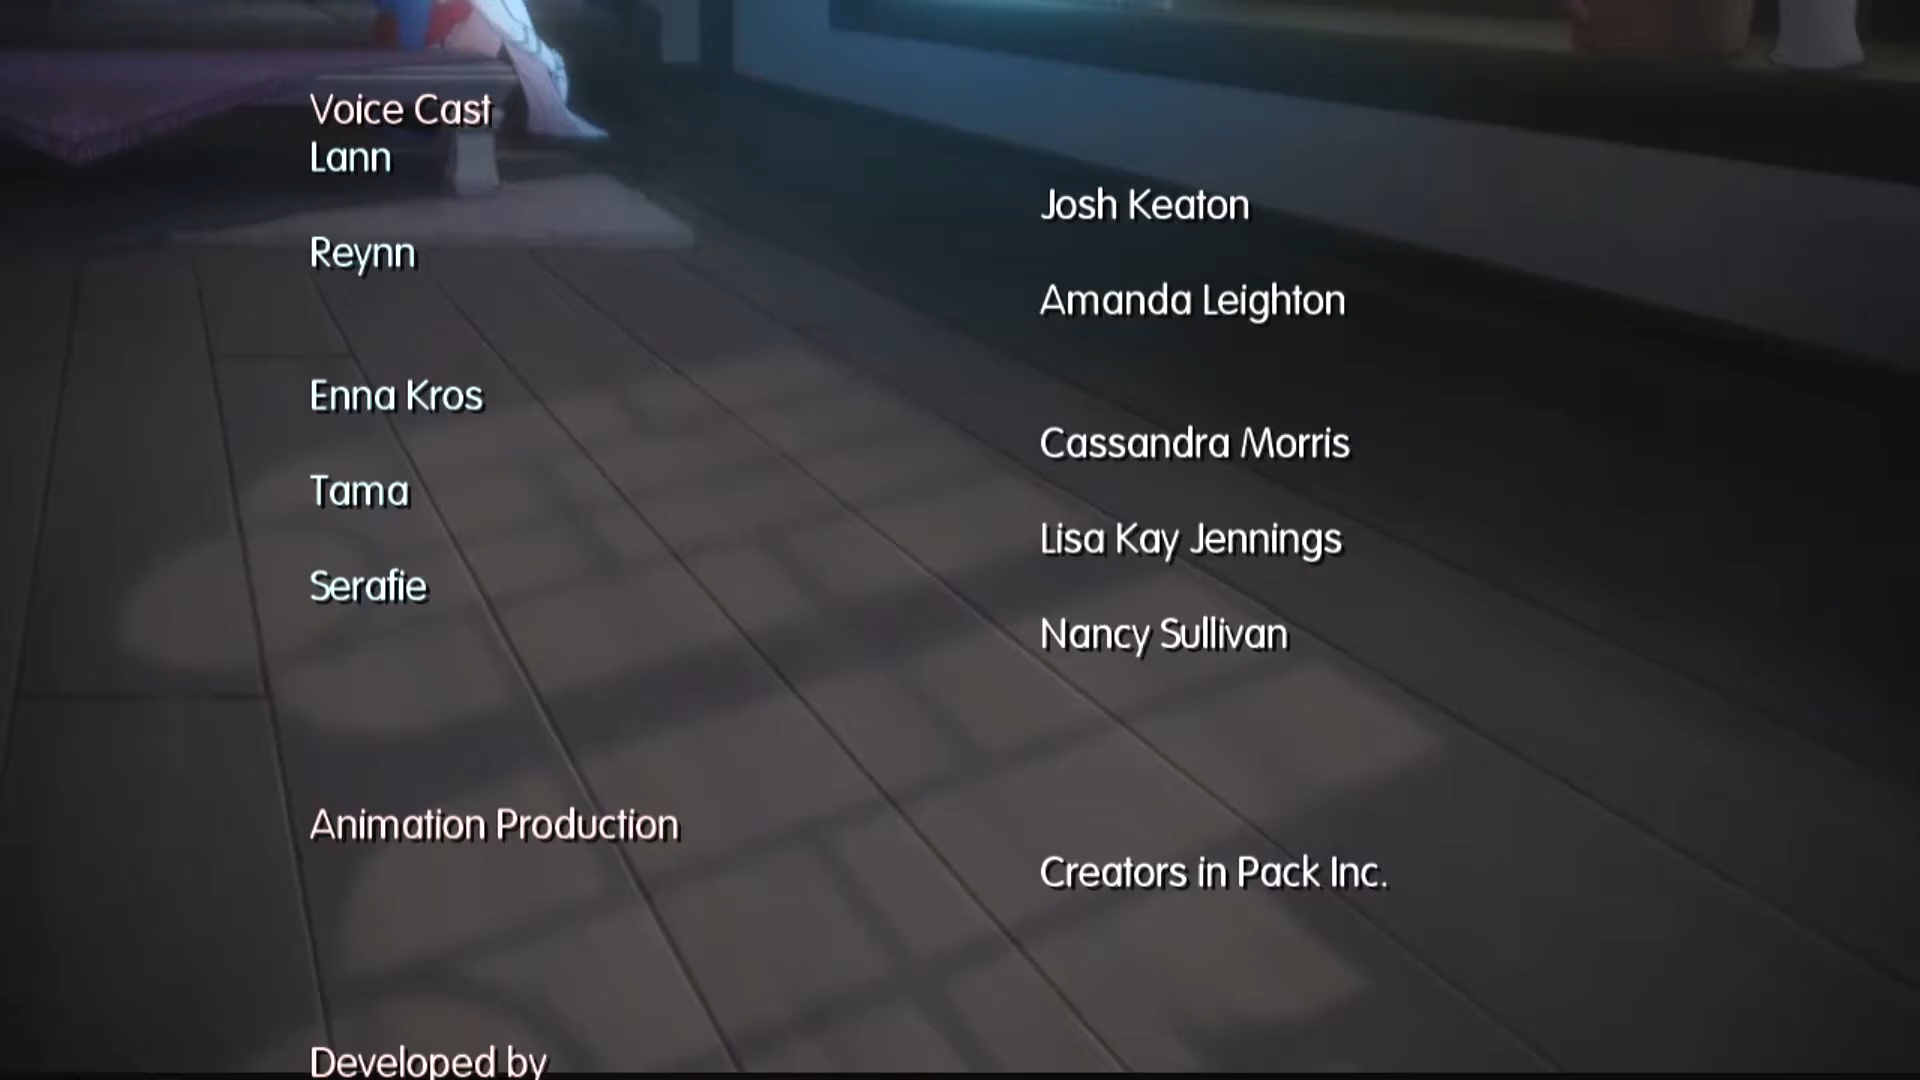 Voice Cast
Lann
Josh Keaton
Reynn
Amanda Leighton
Enna Kros
Cassandra Morris
Tama
Lisa Kay Jennings
Serafie
Nancy Sullivan
Animation Production
Creators in Pack Inc.
Developed by